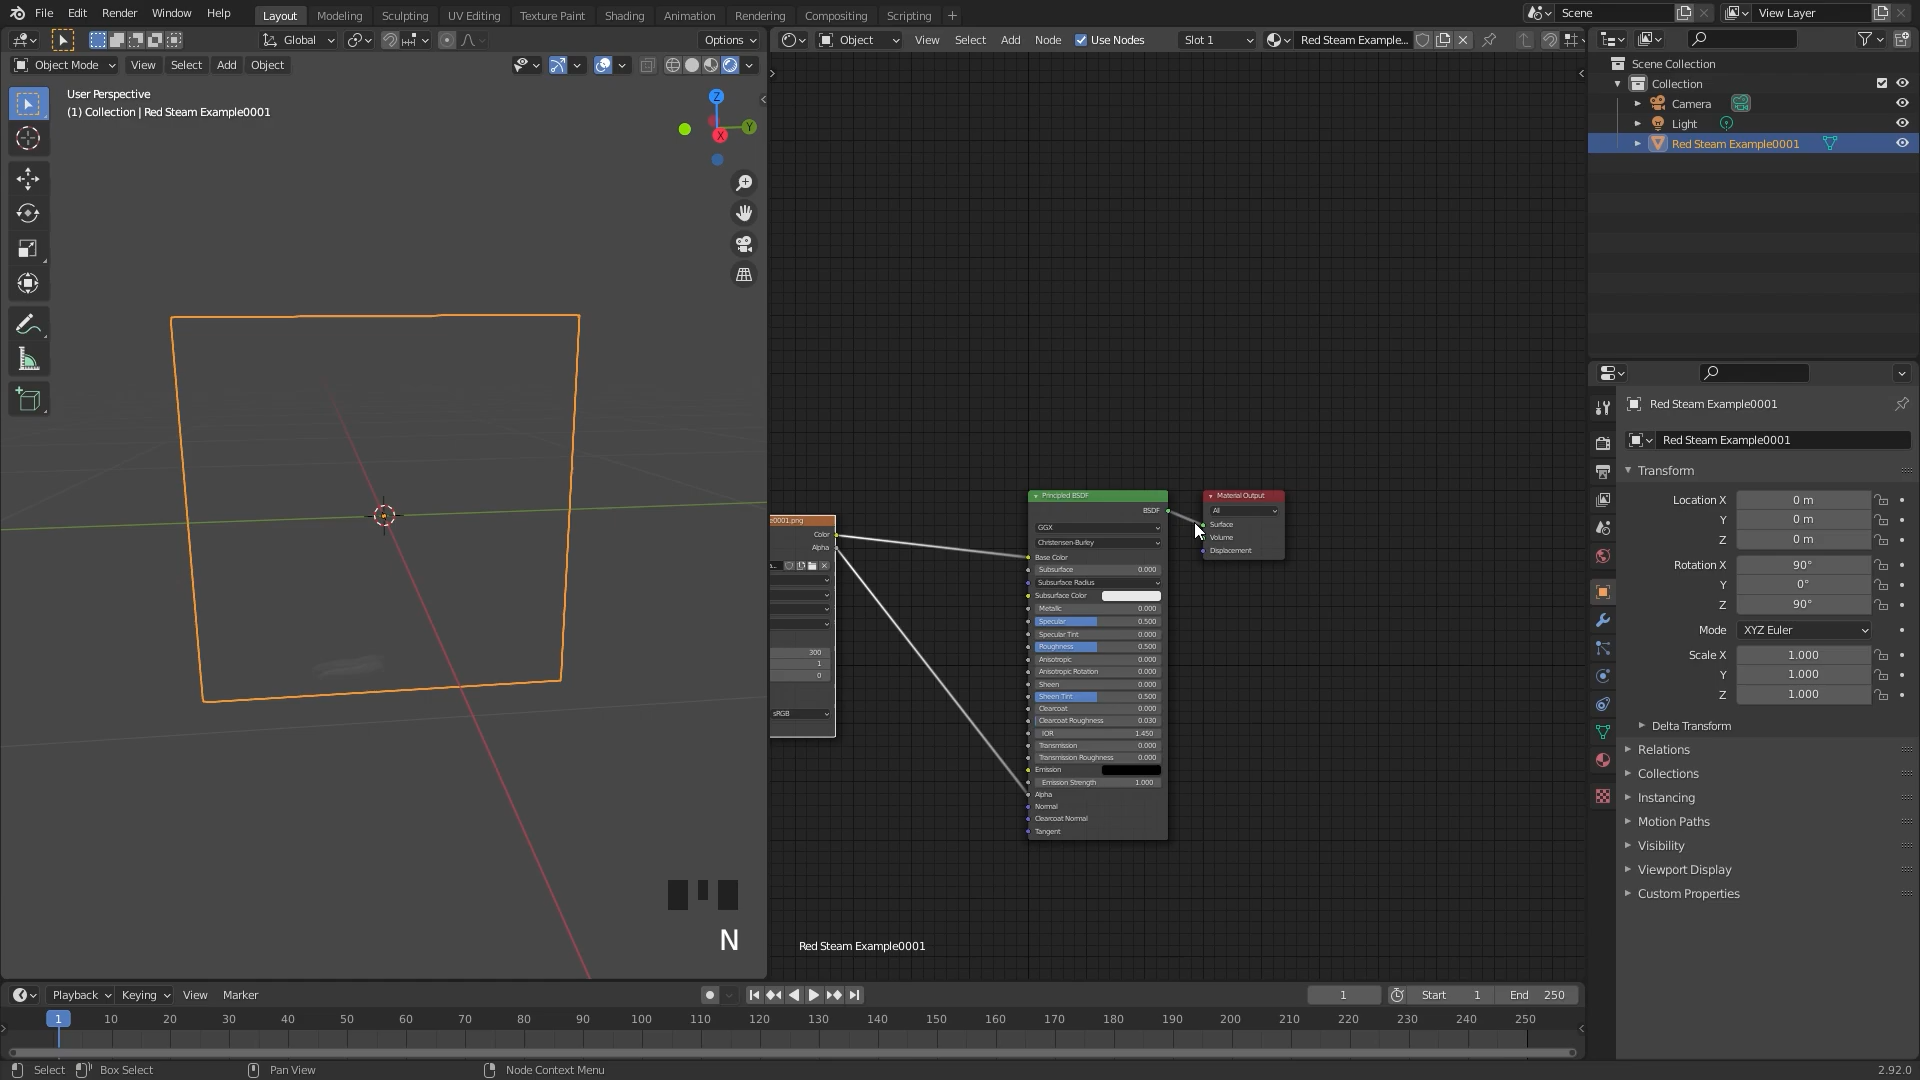 File Edit Render Window Help Layout Modeling Sculpting UV Editing Texture Paint Shading Animation Rendering Compositing Scripting + Scene View Layer
Global Options Object View Select Add Node Use Nodes Slot 1 Red Steam Example...
Object Mode View Select Add Object
User Perspective
(1) Collection | Red Steam Example0001
Z
Y
X
N
e0001.png
Color
Alpha
300
1
0
sRGB
Principled BSDF
BSDF
GGX
Christensen-Burley
Base Color
Subsurface 0.000
Subsurface Radius
Subsurface Color
Metallic 0.000
Specular 0.500
Specular Tint 0.000
Roughness 0.500
Anisotropic 0.000
Anisotropic Rotation 0.000
Sheen 0.000
Sheen Tint 0.500
Clearcoat 0.000
Clearcoat Roughness 0.030
IOR 1.450
Transmission 0.000
Transmission Roughness 0.000
Emission
Emission Strength 1.000
Alpha
Normal
Clearcoat Normal
Tangent
Material Output
All
Surface
Volume
Displacement
Red Steam Example0001
Scene Collection
Collection
Camera
Light
Red Steam Example0001
Red Steam Example0001
Red Steam Example0001
Transform
Location X 0 m
Y 0 m
Z 0 m
Rotation X 90°
Y 0°
Z 90°
Mode XYZ Euler
Scale X 1.000
Y 1.000
Z 1.000
Delta Transform
Relations
Collections
Instancing
Motion Paths
Visibility
Viewport Display
Custom Properties
Playback Keying View Marker 1 Start 1 End 250
1 10 20 30 40 50 60 70 80 90 100 110 120 130 140 150 160 170 180 190 200 210 220 230 240 250
Select Box Select Pan View Node Context Menu 2.92.0